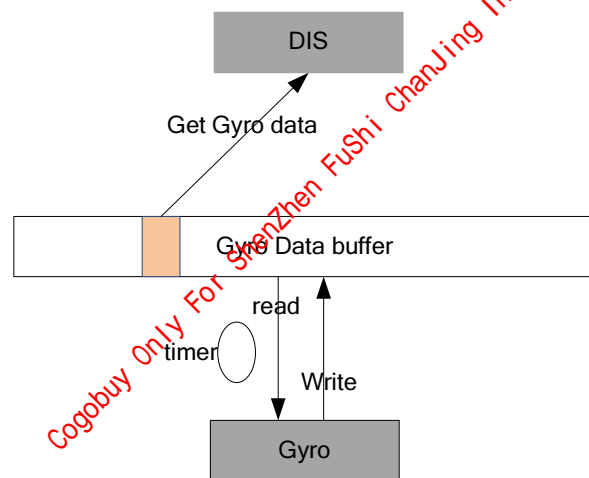 DIS
Get Gyro data
Gyro Data buffer
read
timer
Write
Gyro
Cogobuy Only For ShenZhen FuShi ChanJing